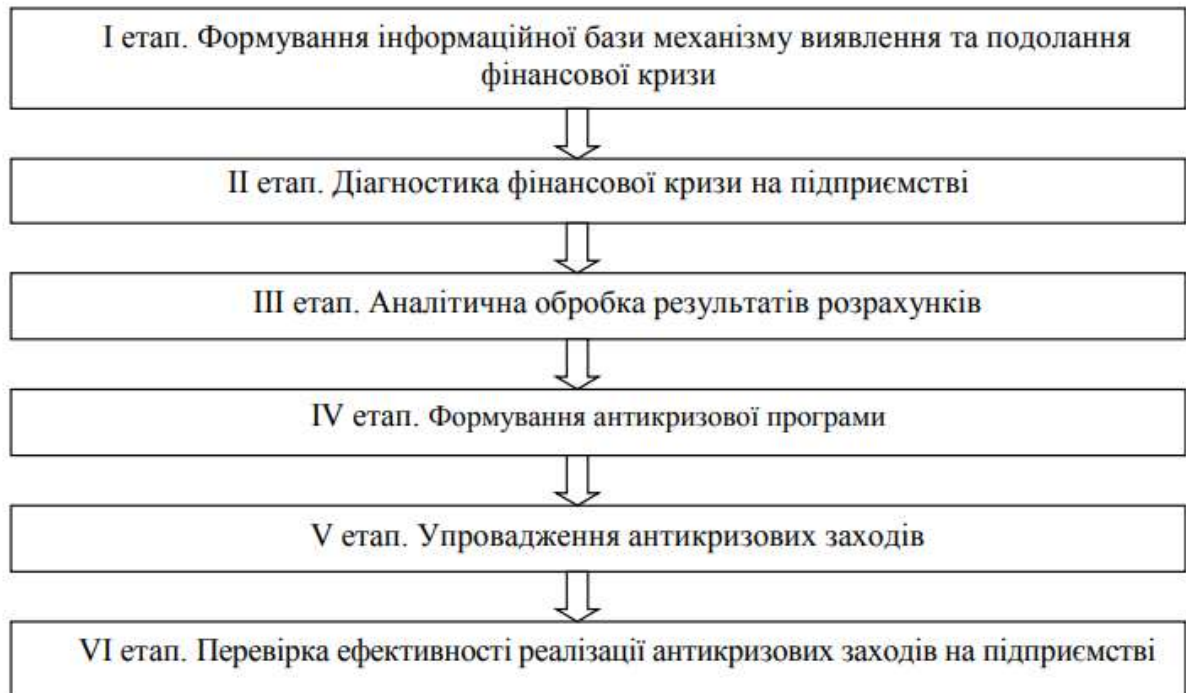 I етап. Формування інформаційної бази механізму виявлення та подолання
фінансової кризи
II етап. Діагностика фінансової кризи на підприємстві
III етап. Аналітична обробка результатів розрахунків
IV етап. Формування антикризової програми
V етап. Упровадження антикризових заходів
VI етап. Перевірка ефективності реалізації антикризових заходів на підприємстві